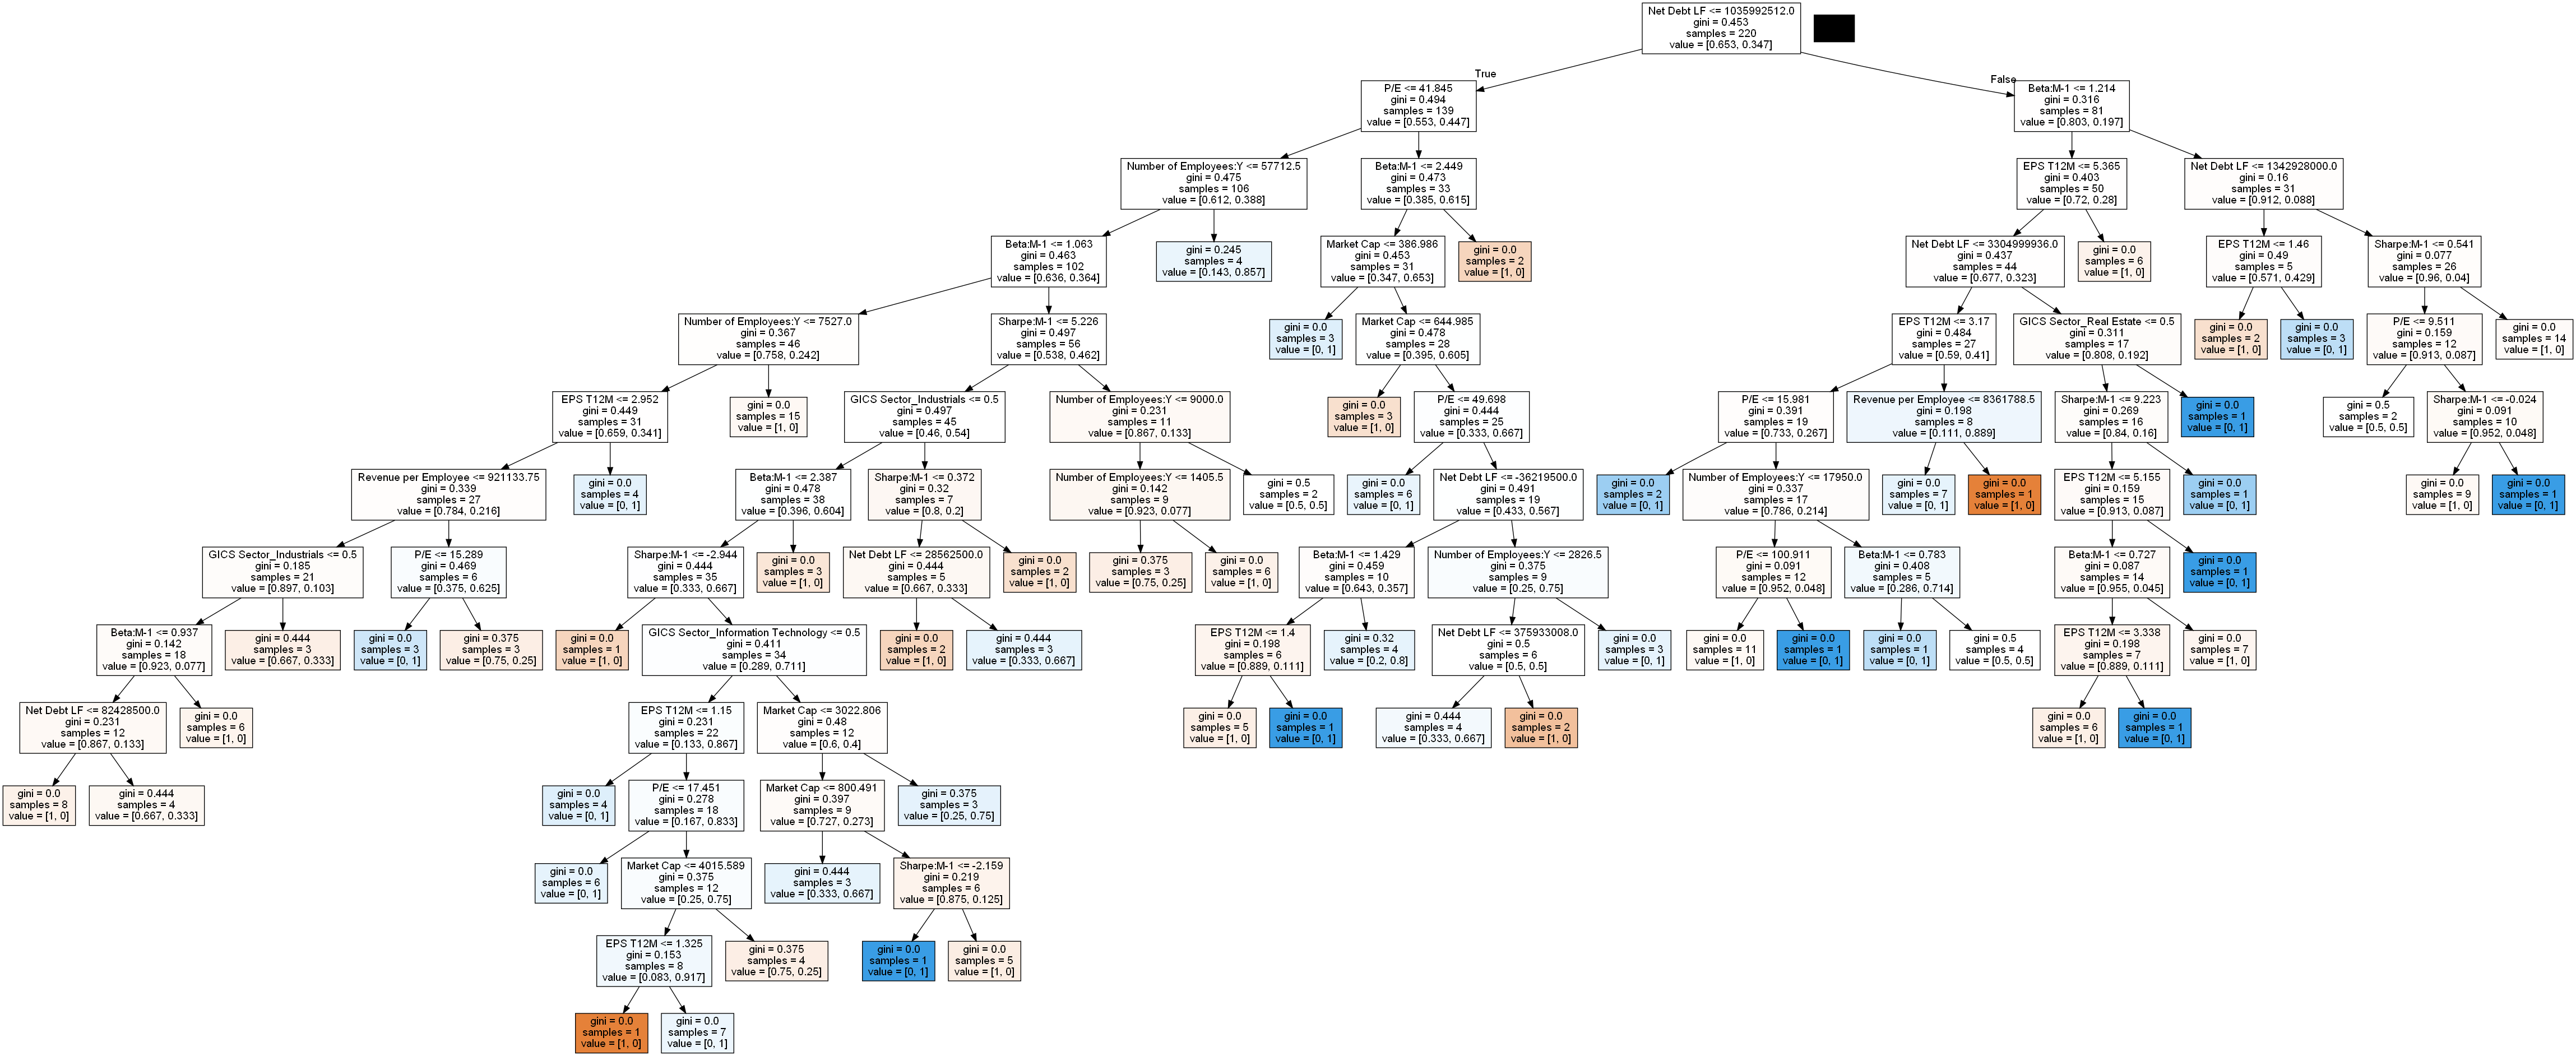 Net Debt LF <= 1035992512.0
gini = 0.453
samples = 220
value = [0.653, 0.347]
True
False
P/E <= 41.845
gini = 0.494
samples = 139
value = [0.553, 0.447]
Beta:M-1 <= 1.214
gini = 0.316
samples = 81
value = [0.803, 0.197]
Number of Employees:Y <= 57712.5
gini = 0.475
samples = 106
value = [0.612, 0.388]
Beta:M-1 <= 2.449
gini = 0.473
samples = 33
value = [0.385, 0.615]
EPS T12M <= 5.365
gini = 0.403
samples = 50
value = [0.72, 0.28]
Net Debt LF <= 1342928000.0
gini = 0.16
samples = 31
value = [0.912, 0.088]
Beta:M-1 <= 1.063
gini = 0.463
samples = 102
value = [0.636, 0.364]
gini = 0.245
samples = 4
value = [0.143, 0.857]
Market Cap <= 386.986
gini = 0.453
samples = 31
value = [0.347, 0.653]
gini = 0.0
samples = 2
value = [1, 0]
Net Debt LF <= 3304999936.0
gini = 0.437
samples = 44
value = [0.677, 0.323]
gini = 0.0
samples = 6
value = [1, 0]
EPS T12M <= 1.46
gini = 0.49
samples = 5
value = [0.571, 0.429]
Sharpe:M-1 <= 0.541
gini = 0.077
samples = 26
value = [0.96, 0.04]
Number of Employees:Y <= 7527.0
gini = 0.367
samples = 46
value = [0.758, 0.242]
Sharpe:M-1 <= 5.226
gini = 0.497
samples = 56
value = [0.538, 0.462]
gini = 0.0
samples = 3
value = [0, 1]
Market Cap <= 644.985
gini = 0.478
samples = 28
value = [0.395, 0.605]
EPS T12M <= 3.17
gini = 0.484
samples = 27
value = [0.59, 0.41]
GICS Sector_Real Estate <= 0.5
gini = 0.311
samples = 17
value = [0.808, 0.192]
gini = 0.0
samples = 2
value = [1, 0]
gini = 0.0
samples = 3
value = [0, 1]
P/E <= 9.511
gini = 0.159
samples = 12
value = [0.913, 0.087]
gini = 0.0
samples = 14
value = [1, 0]
EPS T12M <= 2.952
gini = 0.449
samples = 31
value = [0.659, 0.341]
gini = 0.0
samples = 15
value = [1, 0]
GICS Sector_Industrials <= 0.5
gini = 0.497
samples = 45
value = [0.46, 0.54]
Number of Employees:Y <= 9000.0
gini = 0.231
samples = 11
value = [0.867, 0.133]
gini = 0.0
samples = 3
value = [1, 0]
P/E <= 49.698
gini = 0.444
samples = 25
value = [0.333, 0.667]
P/E <= 15.981
gini = 0.391
samples = 19
value = [0.733, 0.267]
Revenue per Employee <= 8361788.5
gini = 0.198
samples = 8
value = [0.111, 0.889]
Sharpe:M-1 <= 9.223
gini = 0.269
samples = 16
value = [0.84, 0.16]
gini = 0.0
samples = 1
value = [0, 1]
gini = 0.5
samples = 2
value = [0.5, 0.5]
Sharpe:M-1 <= -0.024
gini = 0.091
samples = 10
value = [0.952, 0.048]
Revenue per Employee <= 921133.75
gini = 0.339
samples = 27
value = [0.784, 0.216]
gini = 0.0
samples = 4
value = [0, 1]
Beta:M-1 <= 2.387
gini = 0.478
samples = 38
value = [0.396, 0.604]
Sharpe:M-1 <= 0.372
gini = 0.32
samples = 7
value = [0.8, 0.2]
Number of Employees:Y <= 1405.5
gini = 0.142
samples = 9
value = [0.923, 0.077]
gini = 0.5
samples = 2
value = [0.5, 0.5]
gini = 0.0
samples = 6
value = [0, 1]
Net Debt LF <= -36219500.0
gini = 0.491
samples = 19
value = [0.433, 0.567]
gini = 0.0
samples = 2
value = [0, 1]
Number of Employees:Y <= 17950.0
gini = 0.337
samples = 17
value = [0.786, 0.214]
gini = 0.0
samples = 7
value = [0, 1]
gini = 0.0
samples = 1
value = [1, 0]
EPS T12M <= 5.155
gini = 0.159
samples = 15
value = [0.913, 0.087]
gini = 0.0
samples = 1
value = [0, 1]
gini = 0.0
samples = 9
value = [1, 0]
gini = 0.0
samples = 1
value = [0, 1]
GICS Sector_Industrials <= 0.5
gini = 0.185
samples = 21
value = [0.897, 0.103]
P/E <= 15.289
gini = 0.469
samples = 6
value = [0.375, 0.625]
Sharpe:M-1 <= -2.944
gini = 0.444
samples = 35
value = [0.333, 0.667]
gini = 0.0
samples = 3
value = [1, 0]
Net Debt LF <= 28562500.0
gini = 0.444
samples = 5
value = [0.667, 0.333]
gini = 0.0
samples = 2
value = [1, 0]
gini = 0.375
samples = 3
value = [0.75, 0.25]
gini = 0.0
samples = 6
value = [1, 0]
Beta:M-1 <= 1.429
gini = 0.459
samples = 10
value = [0.643, 0.357]
Number of Employees:Y <= 2826.5
gini = 0.375
samples = 9
value = [0.25, 0.75]
P/E <= 100.911
gini = 0.091
samples = 12
value = [0.952, 0.048]
Beta:M-1 <= 0.783
gini = 0.408
samples = 5
value = [0.286, 0.714]
Beta:M-1 <= 0.727
gini = 0.087
samples = 14
value = [0.955, 0.045]
gini = 0.0
samples = 1
value = [0, 1]
Beta:M-1 <= 0.937
gini = 0.142
samples = 18
value = [0.923, 0.077]
gini = 0.444
samples = 3
value = [0.667, 0.333]
gini = 0.0
samples = 3
value = [0, 1]
gini = 0.375
samples = 3
value = [0.75, 0.25]
gini = 0.0
samples = 1
value = [1, 0]
GICS Sector_Information Technology <= 0.5
gini = 0.411
samples = 34
value = [0.289, 0.711]
gini = 0.0
samples = 2
value = [1, 0]
gini = 0.444
samples = 3
value = [0.333, 0.667]
EPS T12M <= 1.4
gini = 0.198
samples = 6
value = [0.889, 0.111]
gini = 0.32
samples = 4
value = [0.2, 0.8]
Net Debt LF <= 375933008.0
gini = 0.5
samples = 6
value = [0.5, 0.5]
gini = 0.0
samples = 3
value = [0, 1]
gini = 0.0
samples = 11
value = [1, 0]
gini = 0.0
samples = 1
value = [0, 1]
gini = 0.0
samples = 1
value = [0, 1]
gini = 0.5
samples = 4
value = [0.5, 0.5]
EPS T12M <= 3.338
gini = 0.198
samples = 7
value = [0.889, 0.111]
gini = 0.0
samples = 7
value = [1, 0]
Net Debt LF <= 82428500.0
gini = 0.231
samples = 12
value = [0.867, 0.133]
gini = 0.0
samples = 6
value = [1, 0]
EPS T12M <= 1.15
gini = 0.231
samples = 22
value = [0.133, 0.867]
Market Cap <= 3022.806
gini = 0.48
samples = 12
value = [0.6, 0.4]
gini = 0.0
samples = 5
value = [1, 0]
gini = 0.0
samples = 1
value = [0, 1]
gini = 0.444
samples = 4
value = [0.333, 0.667]
gini = 0.0
samples = 2
value = [1, 0]
gini = 0.0
samples = 6
value = [1, 0]
gini = 0.0
samples = 1
value = [0, 1]
gini = 0.0
samples = 8
value = [1, 0]
gini = 0.444
samples = 4
value = [0.667, 0.333]
gini = 0.0
samples = 4
value = [0, 1]
P/E <= 17.451
gini = 0.278
samples = 18
value = [0.167, 0.833]
Market Cap <= 800.491
gini = 0.397
samples = 9
value = [0.727, 0.273]
gini = 0.375
samples = 3
value = [0.25, 0.75]
gini = 0.0
samples = 6
value = [0, 1]
Market Cap <= 4015.589
gini = 0.375
samples = 12
value = [0.25, 0.75]
gini = 0.444
samples = 3
value = [0.333, 0.667]
Sharpe:M-1 <= -2.159
gini = 0.219
samples = 6
value = [0.875, 0.125]
EPS T12M <= 1.325
gini = 0.153
samples = 8
value = [0.083, 0.917]
gini = 0.375
samples = 4
value = [0.75, 0.25]
gini = 0.0
samples = 1
value = [0, 1]
gini = 0.0
samples = 5
value = [1, 0]
gini = 0.0
samples = 1
value = [1, 0]
gini = 0.0
samples = 7
value = [0, 1]